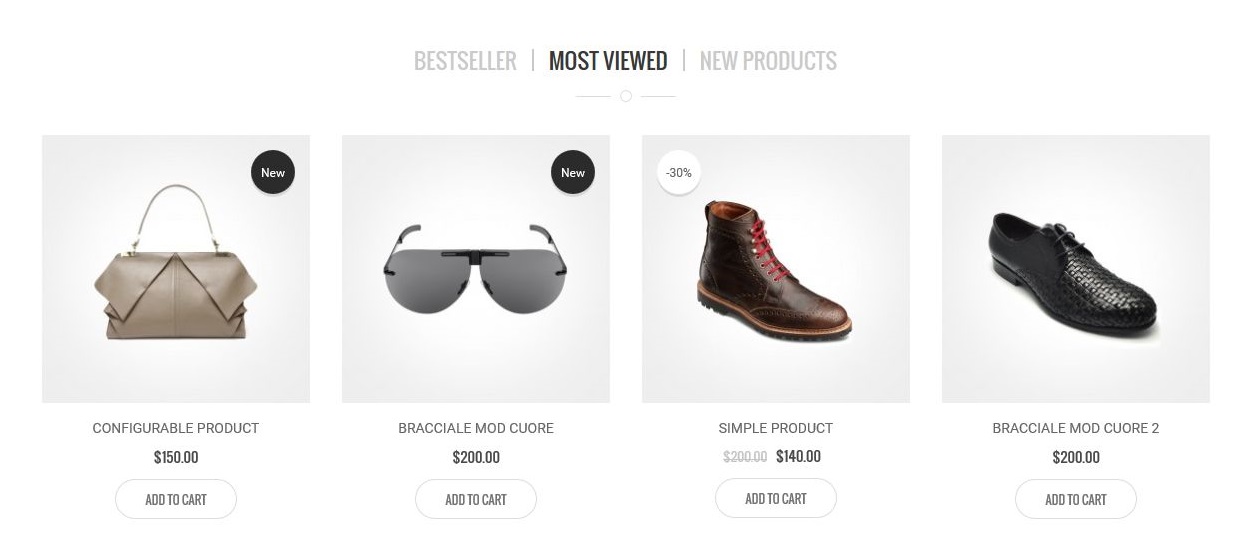 BESTSELLER | MOST VIEWED | NEW PRODUCTS
New
New
-30%
CONFIGURABLE PRODUCT
BRACCIALE MOD CUORE
SIMPLE PRODUCT
BRACCIALE MOD CUORE 2
$150.00
$200.00
$200.00 $140.00
$200.00
ADD TO CART
ADD TO CART
ADD TO CART
ADD TO CART